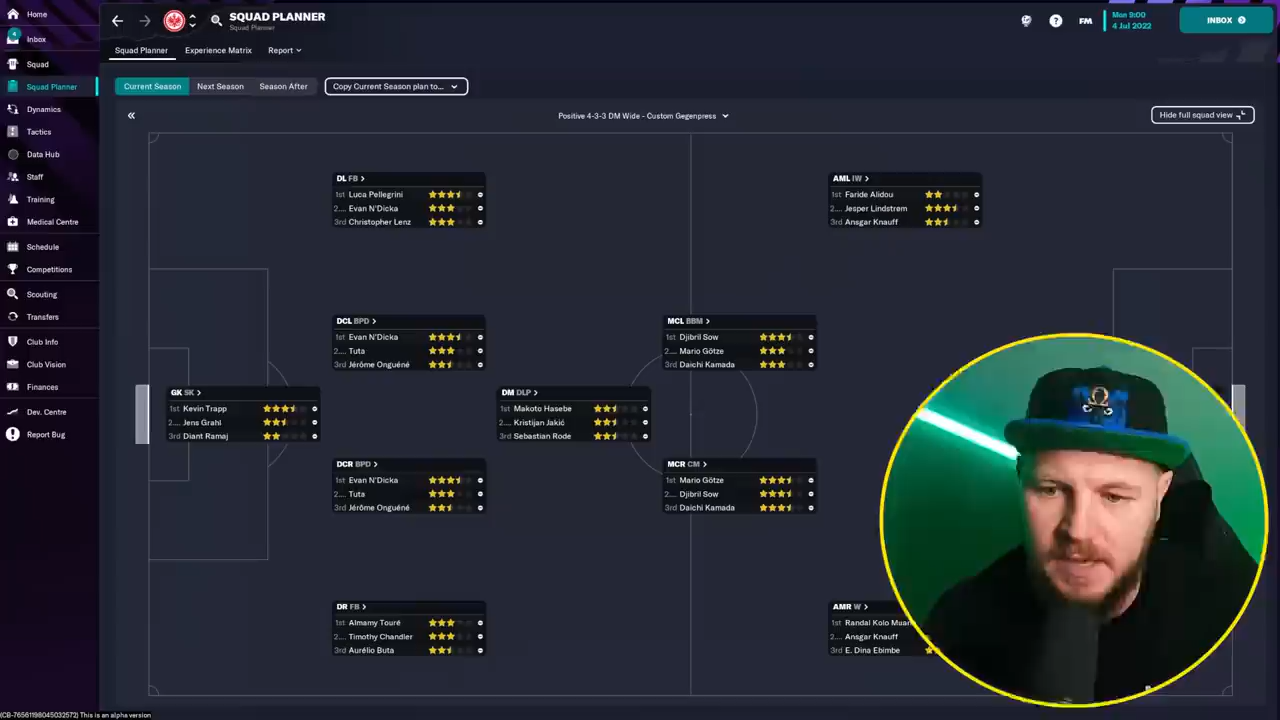 Home
4
Inbox
Squad
Squad Planner
Dynamics
Tactics
Data Hub
Staff
Training
Medical Centre
Schedule
Competitions
Scouting
Transfers
Club Info
Club Vision
Finances
Dev. Centre
Report Bug
SQUAD PLANNER
Squad Planner
?
FM
Mon 9:00
4 Jul 2022
INBOX
Squad Planner
Experience Matrix
Report
Current Season
Next Season
Season After
Copy Current Season plan to...
«
Positive 4-3-3 DM Wide - Custom Gegenpress
Hide full squad view
DL FB >
1st Luca Pellegrini
2.... Evan N'Dicka
3rd Christopher Lenz
AML IW >
1st Faride Alidou
2.... Jesper Lindstrøm
3rd Ansgar Knauff
DCL BPD >
1st Evan N'Dicka
2.... Tuta
3rd Jérôme Onguéné
MCL BBM >
1st Djibril Sow
2.... Mario Götze
3rd Daichi Kamada
GK SK >
1st Kevin Trapp
2.... Jens Grahl
3rd Diant Ramaj
DM DLP >
1st Makoto Hasebe
2.... Kristijan Jakić
3rd Sebastian Rode
DCR BPD >
1st Evan N'Dicka
2.... Tuta
3rd Jérôme Onguéné
MCR CM >
1st Mario Götze
2.... Djibril Sow
3rd Daichi Kamada
DR FB >
1st Almamy Touré
2.... Timothy Chandler
3rd Aurélio Buta
AMR W >
1st Randal Kolo Muan
2.... Ansgar Knauff
3rd E. Dina Ebimbe
Ω
(CB-76561198045032572) This is an alpha version